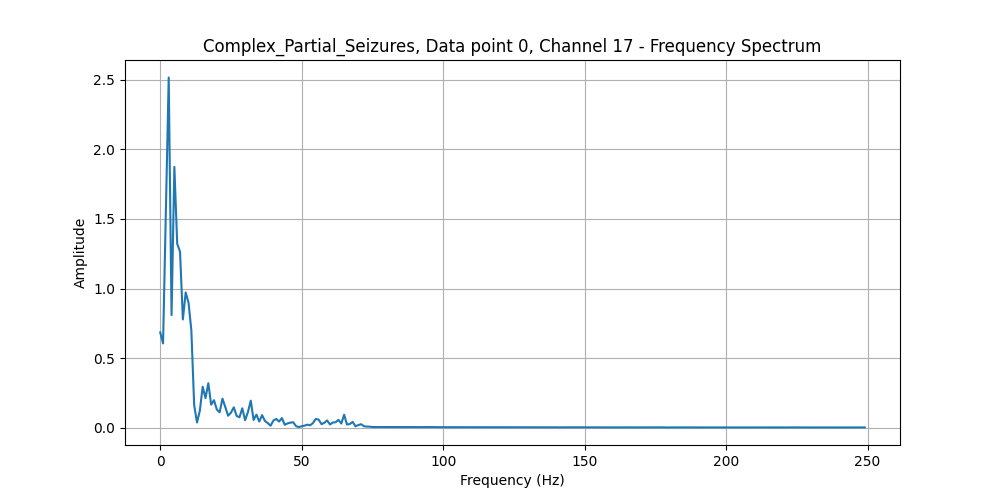 Complex_Partial_Seizures, Data point 0, Channel 17 - Frequency Spectrum
2.5
2.0
1.5
1.0
0.5
0.0
Amplitude
0 50 100 150 200 250
Frequency (Hz)